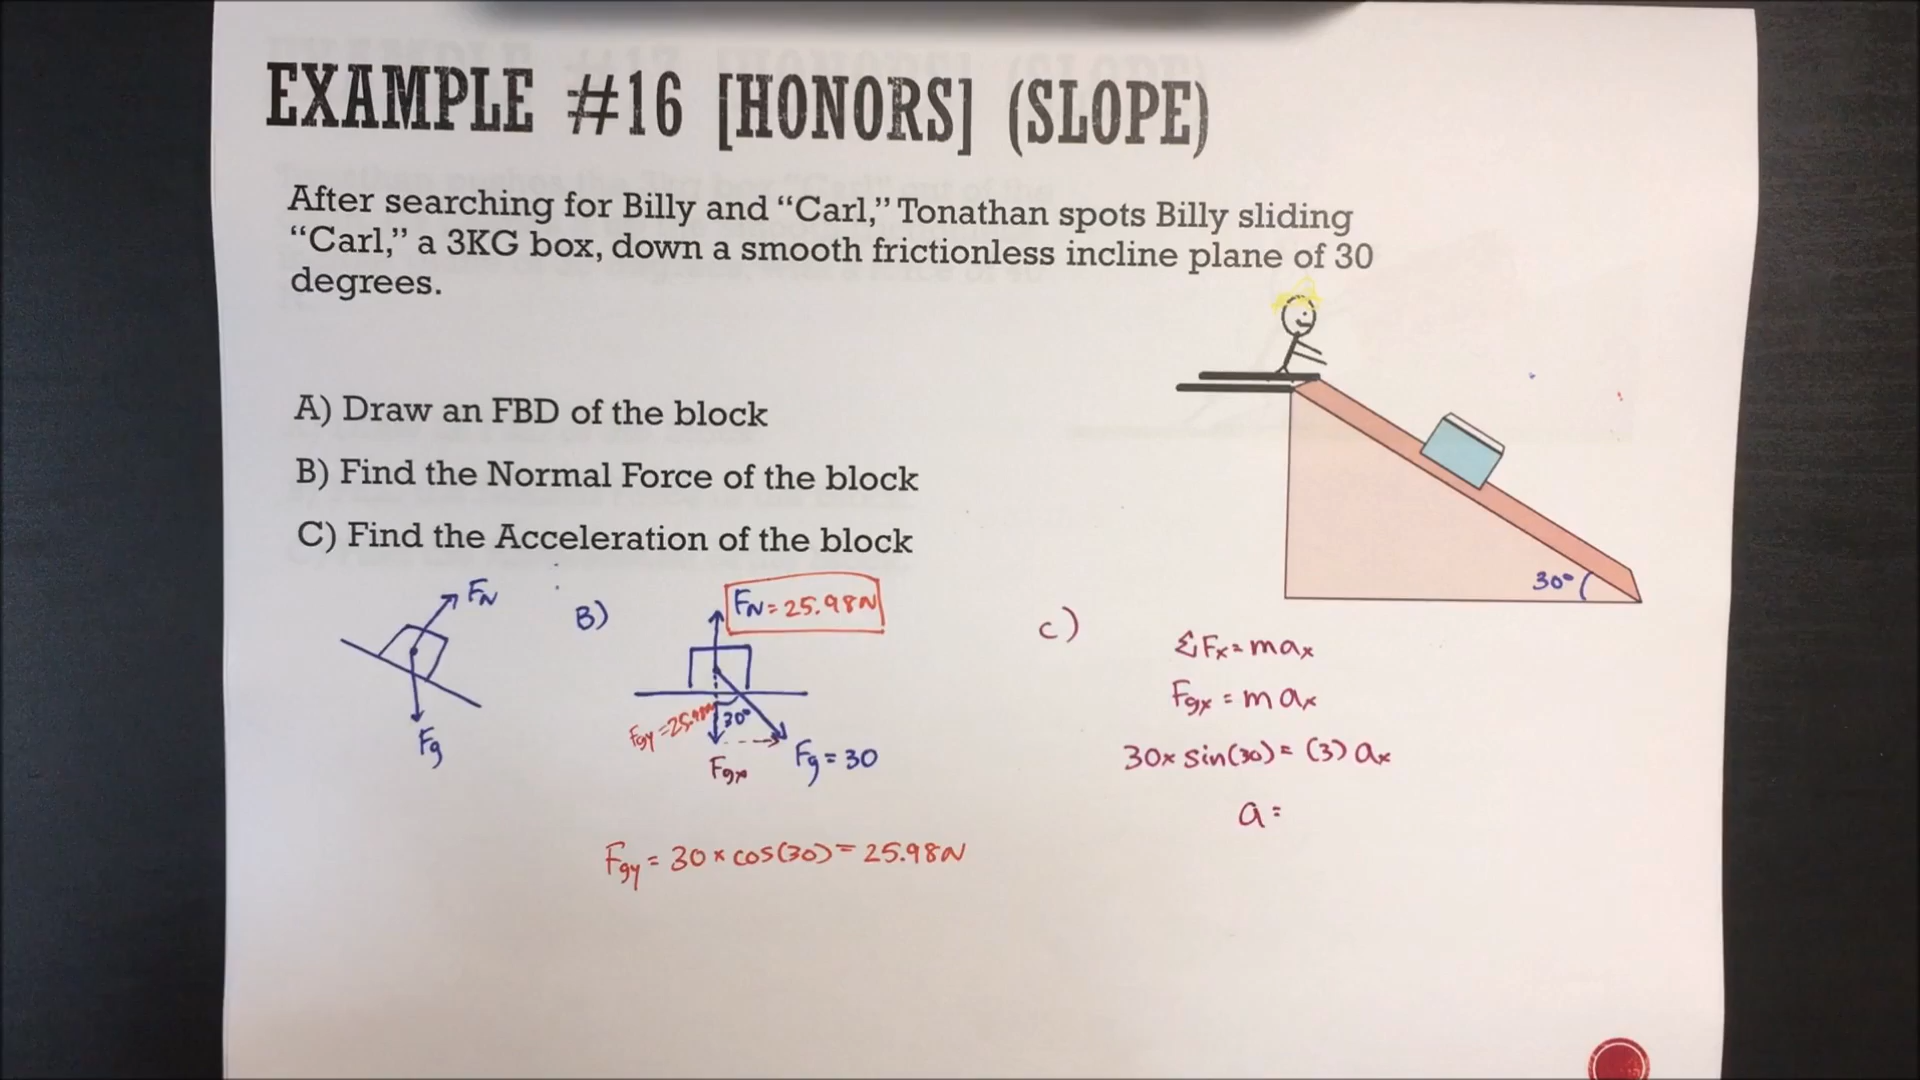 EXAMPLE #16 [HONORS] (SLOPE)
After searching for Billy and “Carl,” Tonathan spots Billy sliding
“Carl,” a 3KG box, down a smooth frictionless incline plane of 30
degrees.
A) Draw an FBD of the block
B) Find the Normal Force of the block
C) Find the Acceleration of the block
30°
FN
Fg
B)
FN = 25.98N
Fgy = 25.98N
30°
Fgx
Fg = 30
Fgy = 30 × cos(30) = 25.98N
C)
ΣFx = max
Fgx = max
30 × sin(30) = (3) ax
a =